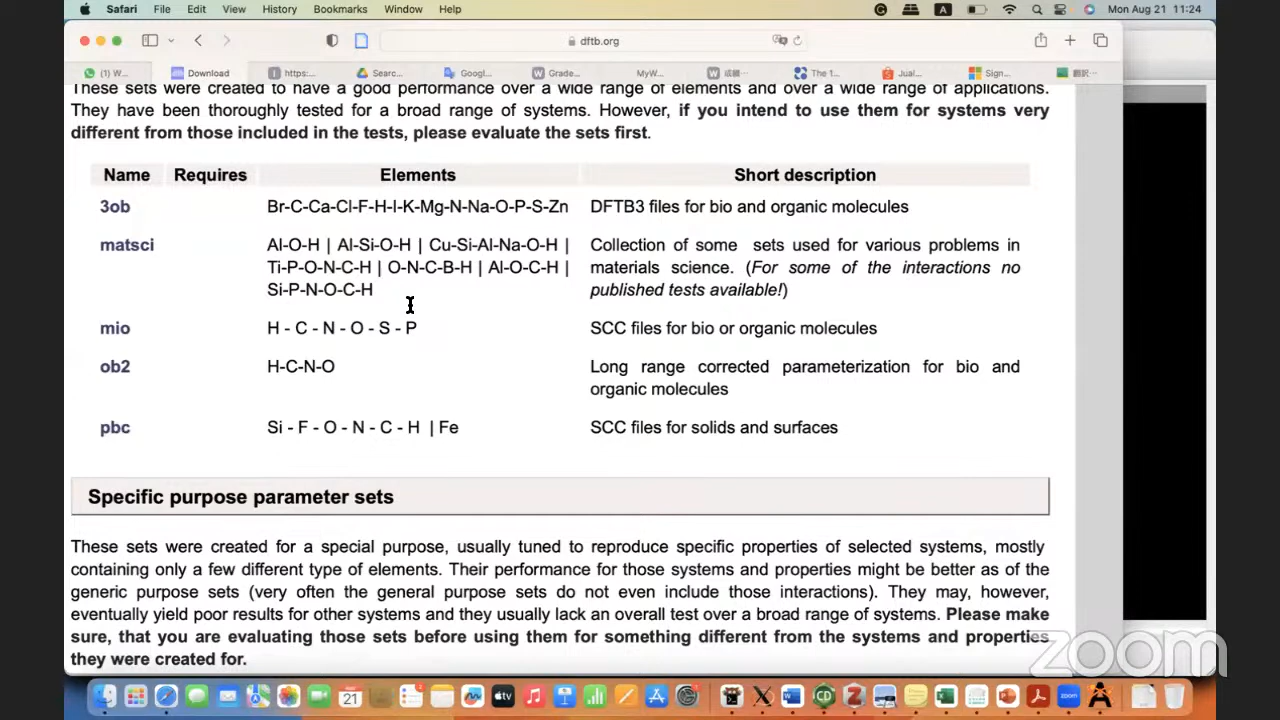 Safari File Edit View History Bookmarks Window Help
A
Mon Aug 21 11:24
dftb.org
(1) W...
Download
https:...
Searc...
Googl...
Grade...
MyW...
The 1...
Jual...
Sign...
These sets were created to have a good performance over a wide range of elements and over a wide range of applications.
They have been thoroughly tested for a broad range of systems. However, if you intend to use them for systems very
different from those included in the tests, please evaluate the sets first.
Name Requires Elements Short description
3ob Br-C-Ca-Cl-F-H-I-K-Mg-N-Na-O-P-S-Zn DFTB3 files for bio and organic molecules
matsci Al-O-H | Al-Si-O-H | Cu-Si-Al-Na-O-H | Collection of some sets used for various problems in
Ti-P-O-N-C-H | O-N-C-B-H | Al-O-C-H | materials science. (For some of the interactions no
Si-P-N-O-C-H published tests available!)
mio H - C - N - O - S - P SCC files for bio or organic molecules
ob2 H-C-N-O Long range corrected parameterization for bio and
organic molecules
pbc Si - F - O - N - C - H | Fe SCC files for solids and surfaces
Specific purpose parameter sets
These sets were created for a special purpose, usually tuned to reproduce specific properties of selected systems, mostly
containing only a few different type of elements. Their performance for those systems and properties might be better as of the
generic purpose sets (very often the general purpose sets do not even include those interactions). They may, however,
eventually yield poor results for other systems and they usually lack an overall test over a broad range of systems. Please make
sure, that you are evaluating those sets before using them for something different from the systems and properties
they were created for.
zoom
21
tv
zoom